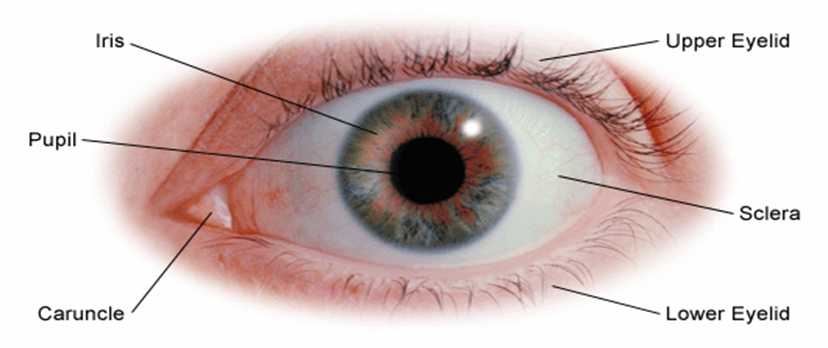 Iris
Upper Eyelid
Pupil
Sclera
Caruncle
Lower Eyelid